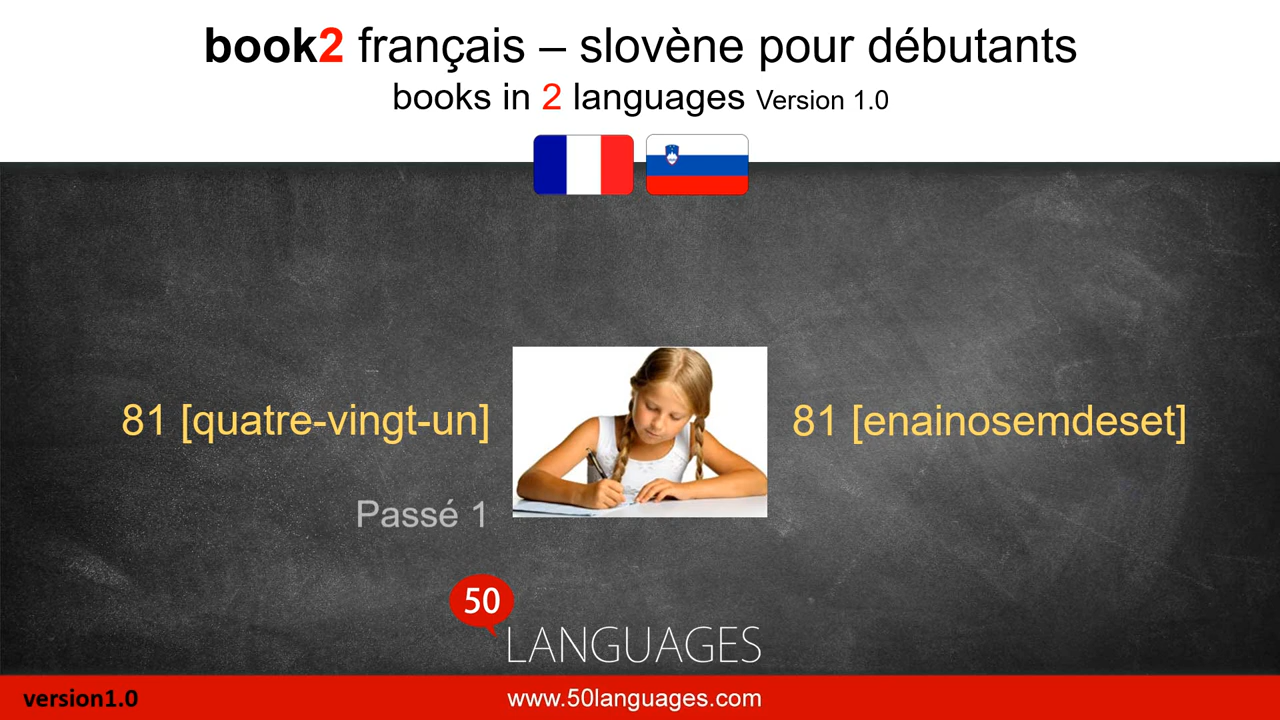 book2 français – slovène pour débutants
books in 2 languages Version 1.0
81 [quatre-vingt-un]
81 [enainosemdeset]
Passé 1
50
LANGUAGES
version1.0
www.50languages.com